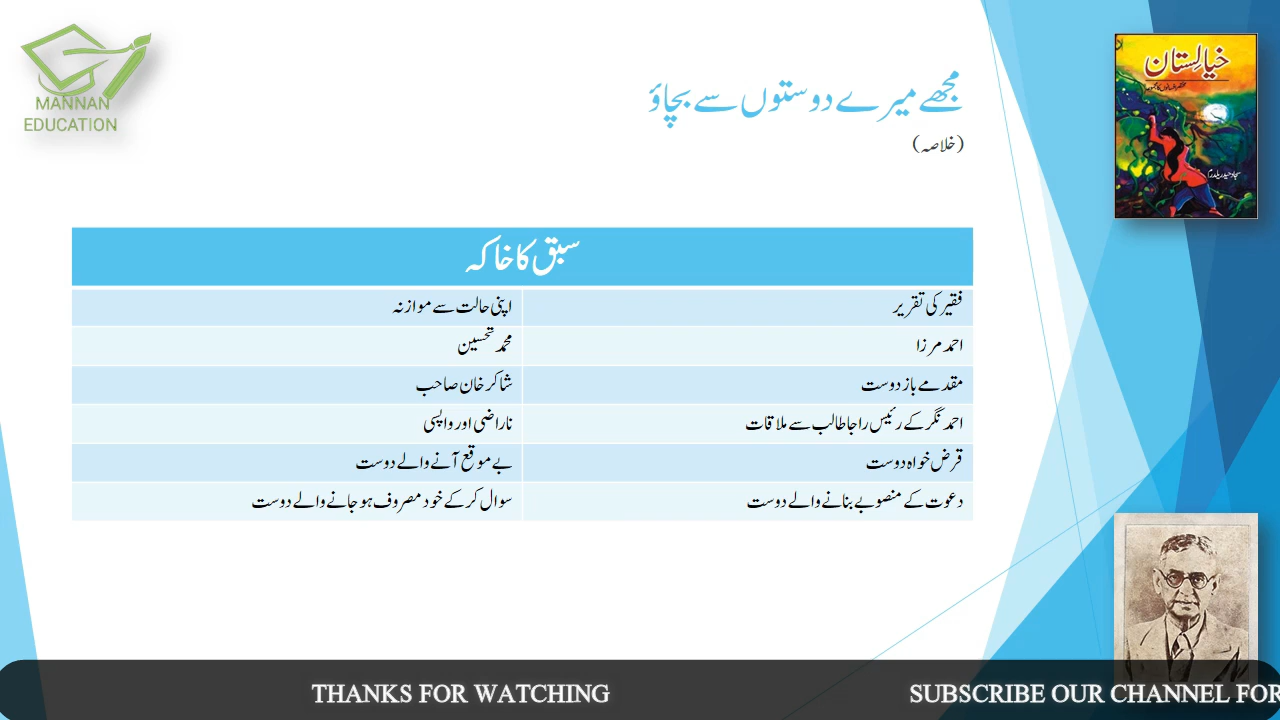 MANNAN
EDUCATION
مجھے میرے دوستوں سے بچاؤ
(خلاصہ)
خیالستان
سجاد حیدر یلدرم
سبق کا خاکہ
فقیر کی تقریر
اپنی حالت سے موازنہ
احمد مرزا
محمد تحسین
مقدمے باز دوست
شاکر خان صاحب
احمد نگر کے رئیس راجا طالب سے ملاقات
ناراضی اور واپسی
قرض خواہ دوست
بے موقع آنے والے دوست
دعوت کے منصوبے بنانے والے دوست
سوال کر کے خود مصروف ہو جانے والے دوست
THANKS FOR WATCHING
SUBSCRIBE OUR CHANNEL FOR